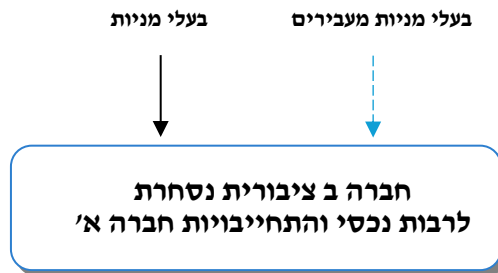 בעלי מניות מעבירים
בעלי מניות
חברה ב ציבורית נסחרת
לרבות נכסי והתחייבויות חברה א'